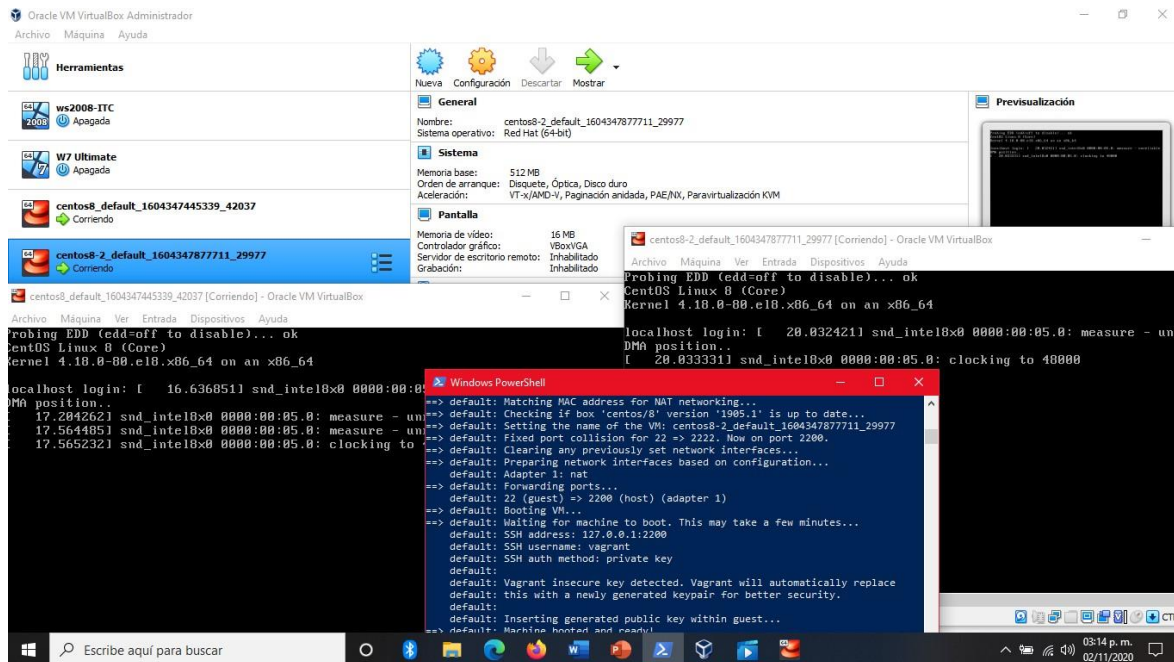 Oracle VM VirtualBox Administrador
Archivo Máquina Ayuda
Herramientas
Nueva Configuración Descartar Mostrar
64 2008 ws2008-ITC
Apagada
64 W7 Ultimate
Apagada
64 centos8_default_1604347445339_42037
Corriendo
64 centos8-2_default_1604347877711_29977
Corriendo
General
Nombre: centos8-2_default_1604347877711_29977
Sistema operativo: Red Hat (64-bit)
Sistema
Memoria base: 512 MB
Orden de arranque: Disquete, Óptica, Disco duro
Aceleración: VT-x/AMD-V, Paginación anidada, PAE/NX, Paravirtualización KVM
Pantalla
Memoria de vídeo: 16 MB
Controlador gráfico: VBoxVGA
Servidor de escritorio remoto: Inhabilitado
Grabación: Inhabilitado
Previsualización
centos8-2_default_1604347877711_29977 [Corriendo] - Oracle VM VirtualBox
Archivo Máquina Ver Entrada Dispositivos Ayuda
Probing EDD (edd=off to disable)... ok
CentOS Linux 8 (Core)
Kernel 4.18.0-80.el8.x86_64 on an x86_64
localhost login: [ 20.032421] snd_intel8x0 0000:00:05.0: measure - un
DMA position..
[ 20.033331] snd_intel8x0 0000:00:05.0: clocking to 48000
centos8_default_1604347445339_42037 [Corriendo] - Oracle VM VirtualBox
Archivo Máquina Ver Entrada Dispositivos Ayuda
Probing EDD (edd=off to disable)... ok
CentOS Linux 8 (Core)
Kernel 4.18.0-80.el8.x86_64 on an x86_64
localhost login: [ 16.636851] snd_intel8x0 0000:00:05
DMA position..
[ 17.204262] snd_intel8x0 0000:00:05.0: measure - un
[ 17.564485] snd_intel8x0 0000:00:05.0: measure - un
[ 17.565232] snd_intel8x0 0000:00:05.0: clocking to
Windows PowerShell
==> default: Matching MAC address for NAT networking...
==> default: Checking if box 'centos/8' version '1905.1' is up to date...
==> default: Setting the name of the VM: centos8-2_default_1604347877711_29977
==> default: Fixed port collision for 22 => 2222. Now on port 2200.
==> default: Clearing any previously set network interfaces...
==> default: Preparing network interfaces based on configuration...
default: Adapter 1: nat
==> default: Forwarding ports...
default: 22 (guest) => 2200 (host) (adapter 1)
==> default: Booting VM...
==> default: Waiting for machine to boot. This may take a few minutes...
default: SSH address: 127.0.0.1:2200
default: SSH username: vagrant
default: SSH auth method: private key
default:
default: Vagrant insecure key detected. Vagrant will automatically replace
default: this with a newly generated keypair for better security.
default:
default: Inserting generated public key within guest...
==> default: Machine booted and ready!
Escribe aquí para buscar
03:14 p. m.
02/11/2020